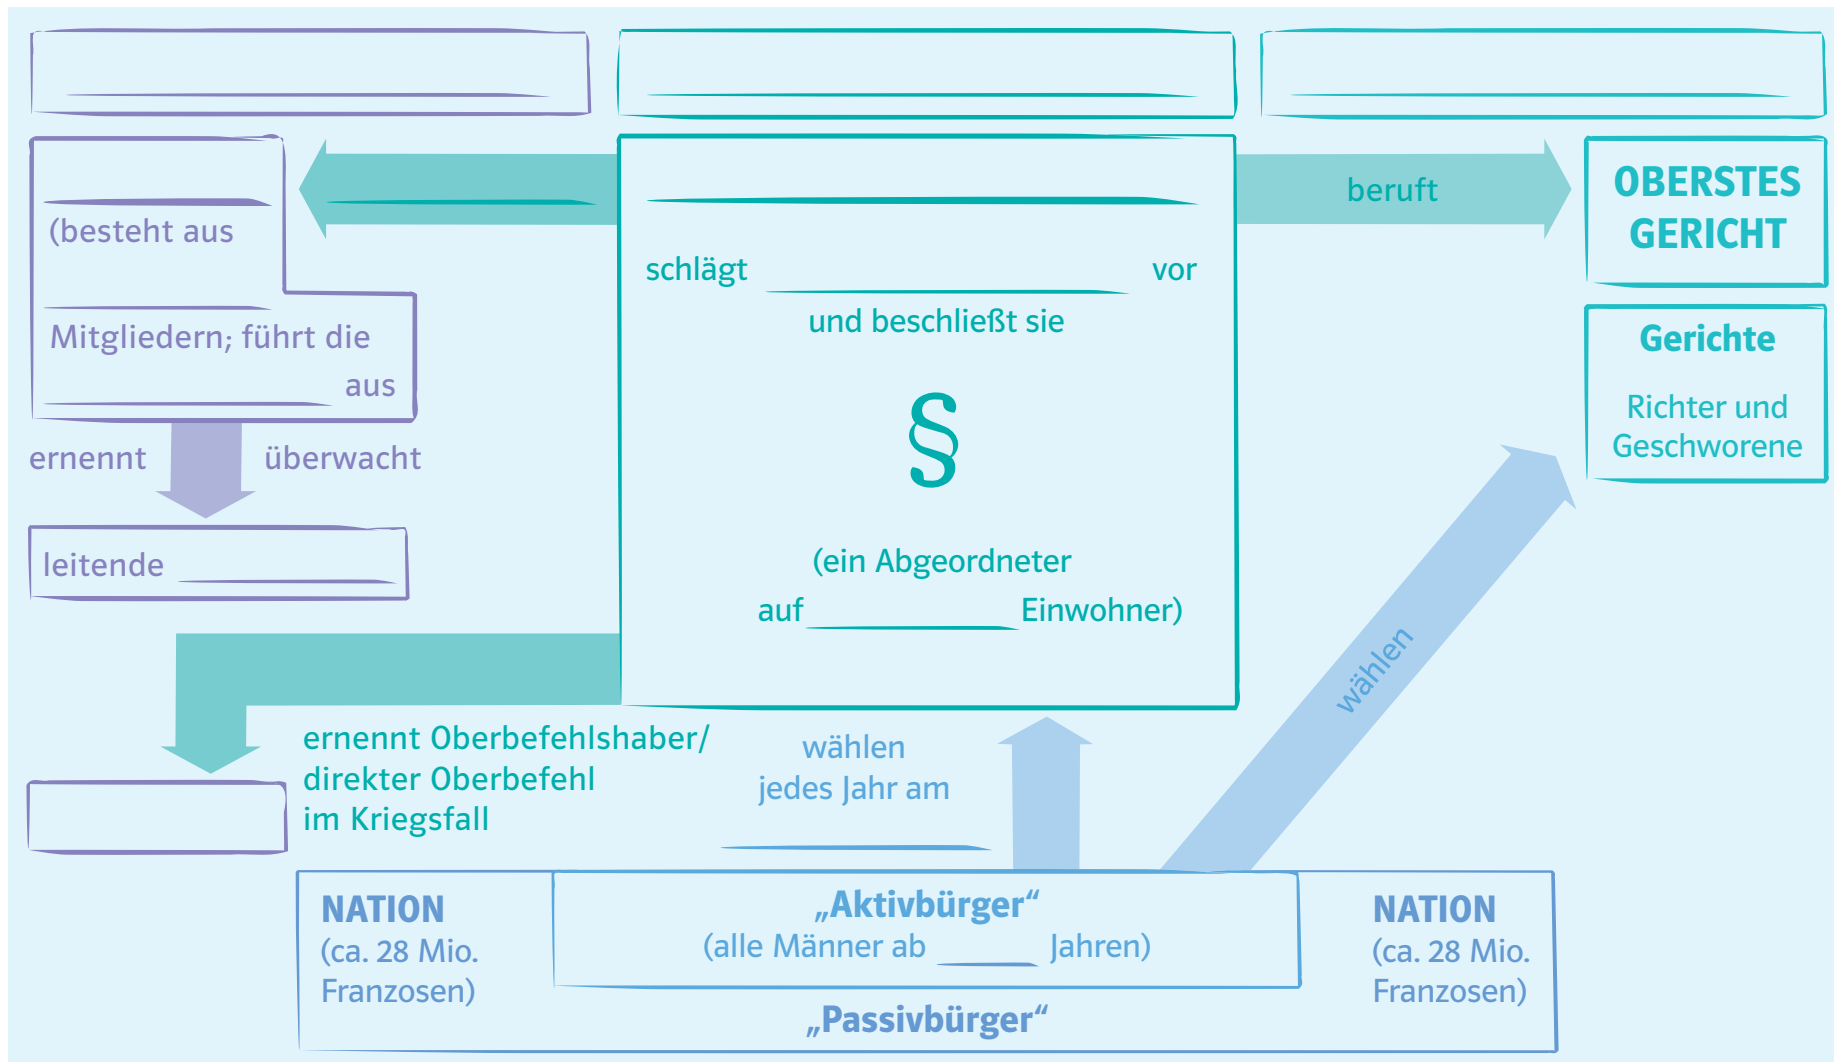 beruft
OBERSTES
GERICHT
(besteht aus
Mitgliedern; führt die
aus
schlägt vor
und beschließt sie
§
(ein Abgeordneter
auf Einwohner)
Gerichte
Richter und
Geschworene
ernennt überwacht
leitende
ernennt Oberbefehlshaber/
direkter Oberbefehl
im Kriegsfall
wählen
jedes Jahr am
wählen
NATION
(ca. 28 Mio.
Franzosen)
„Aktivbürger“
(alle Männer ab Jahren)
„Passivbürger“
NATION
(ca. 28 Mio.
Franzosen)